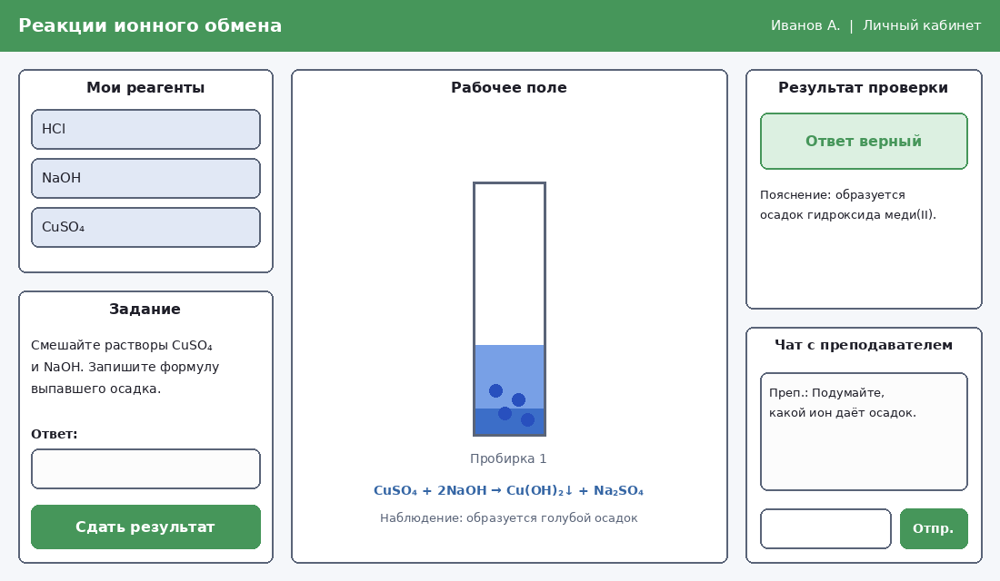 Реакции ионного обмена
Иванов А. | Личный кабинет
Мои реагенты
HCl
NaOH
CuSO₄
Задание
Смешайте растворы CuSO₄
и NaOH. Запишите формулу
выпавшего осадка.
Ответ:
Сдать результат
Рабочее поле
Пробирка 1
CuSO₄ + 2NaOH → Cu(OH)₂↓ + Na₂SO₄
Наблюдение: образуется голубой осадок
Результат проверки
Ответ верный
Пояснение: образуется
осадок гидроксида меди(II).
Чат с преподавателем
Преп.: Подумайте,
какой ион даёт осадок.
Отпр.